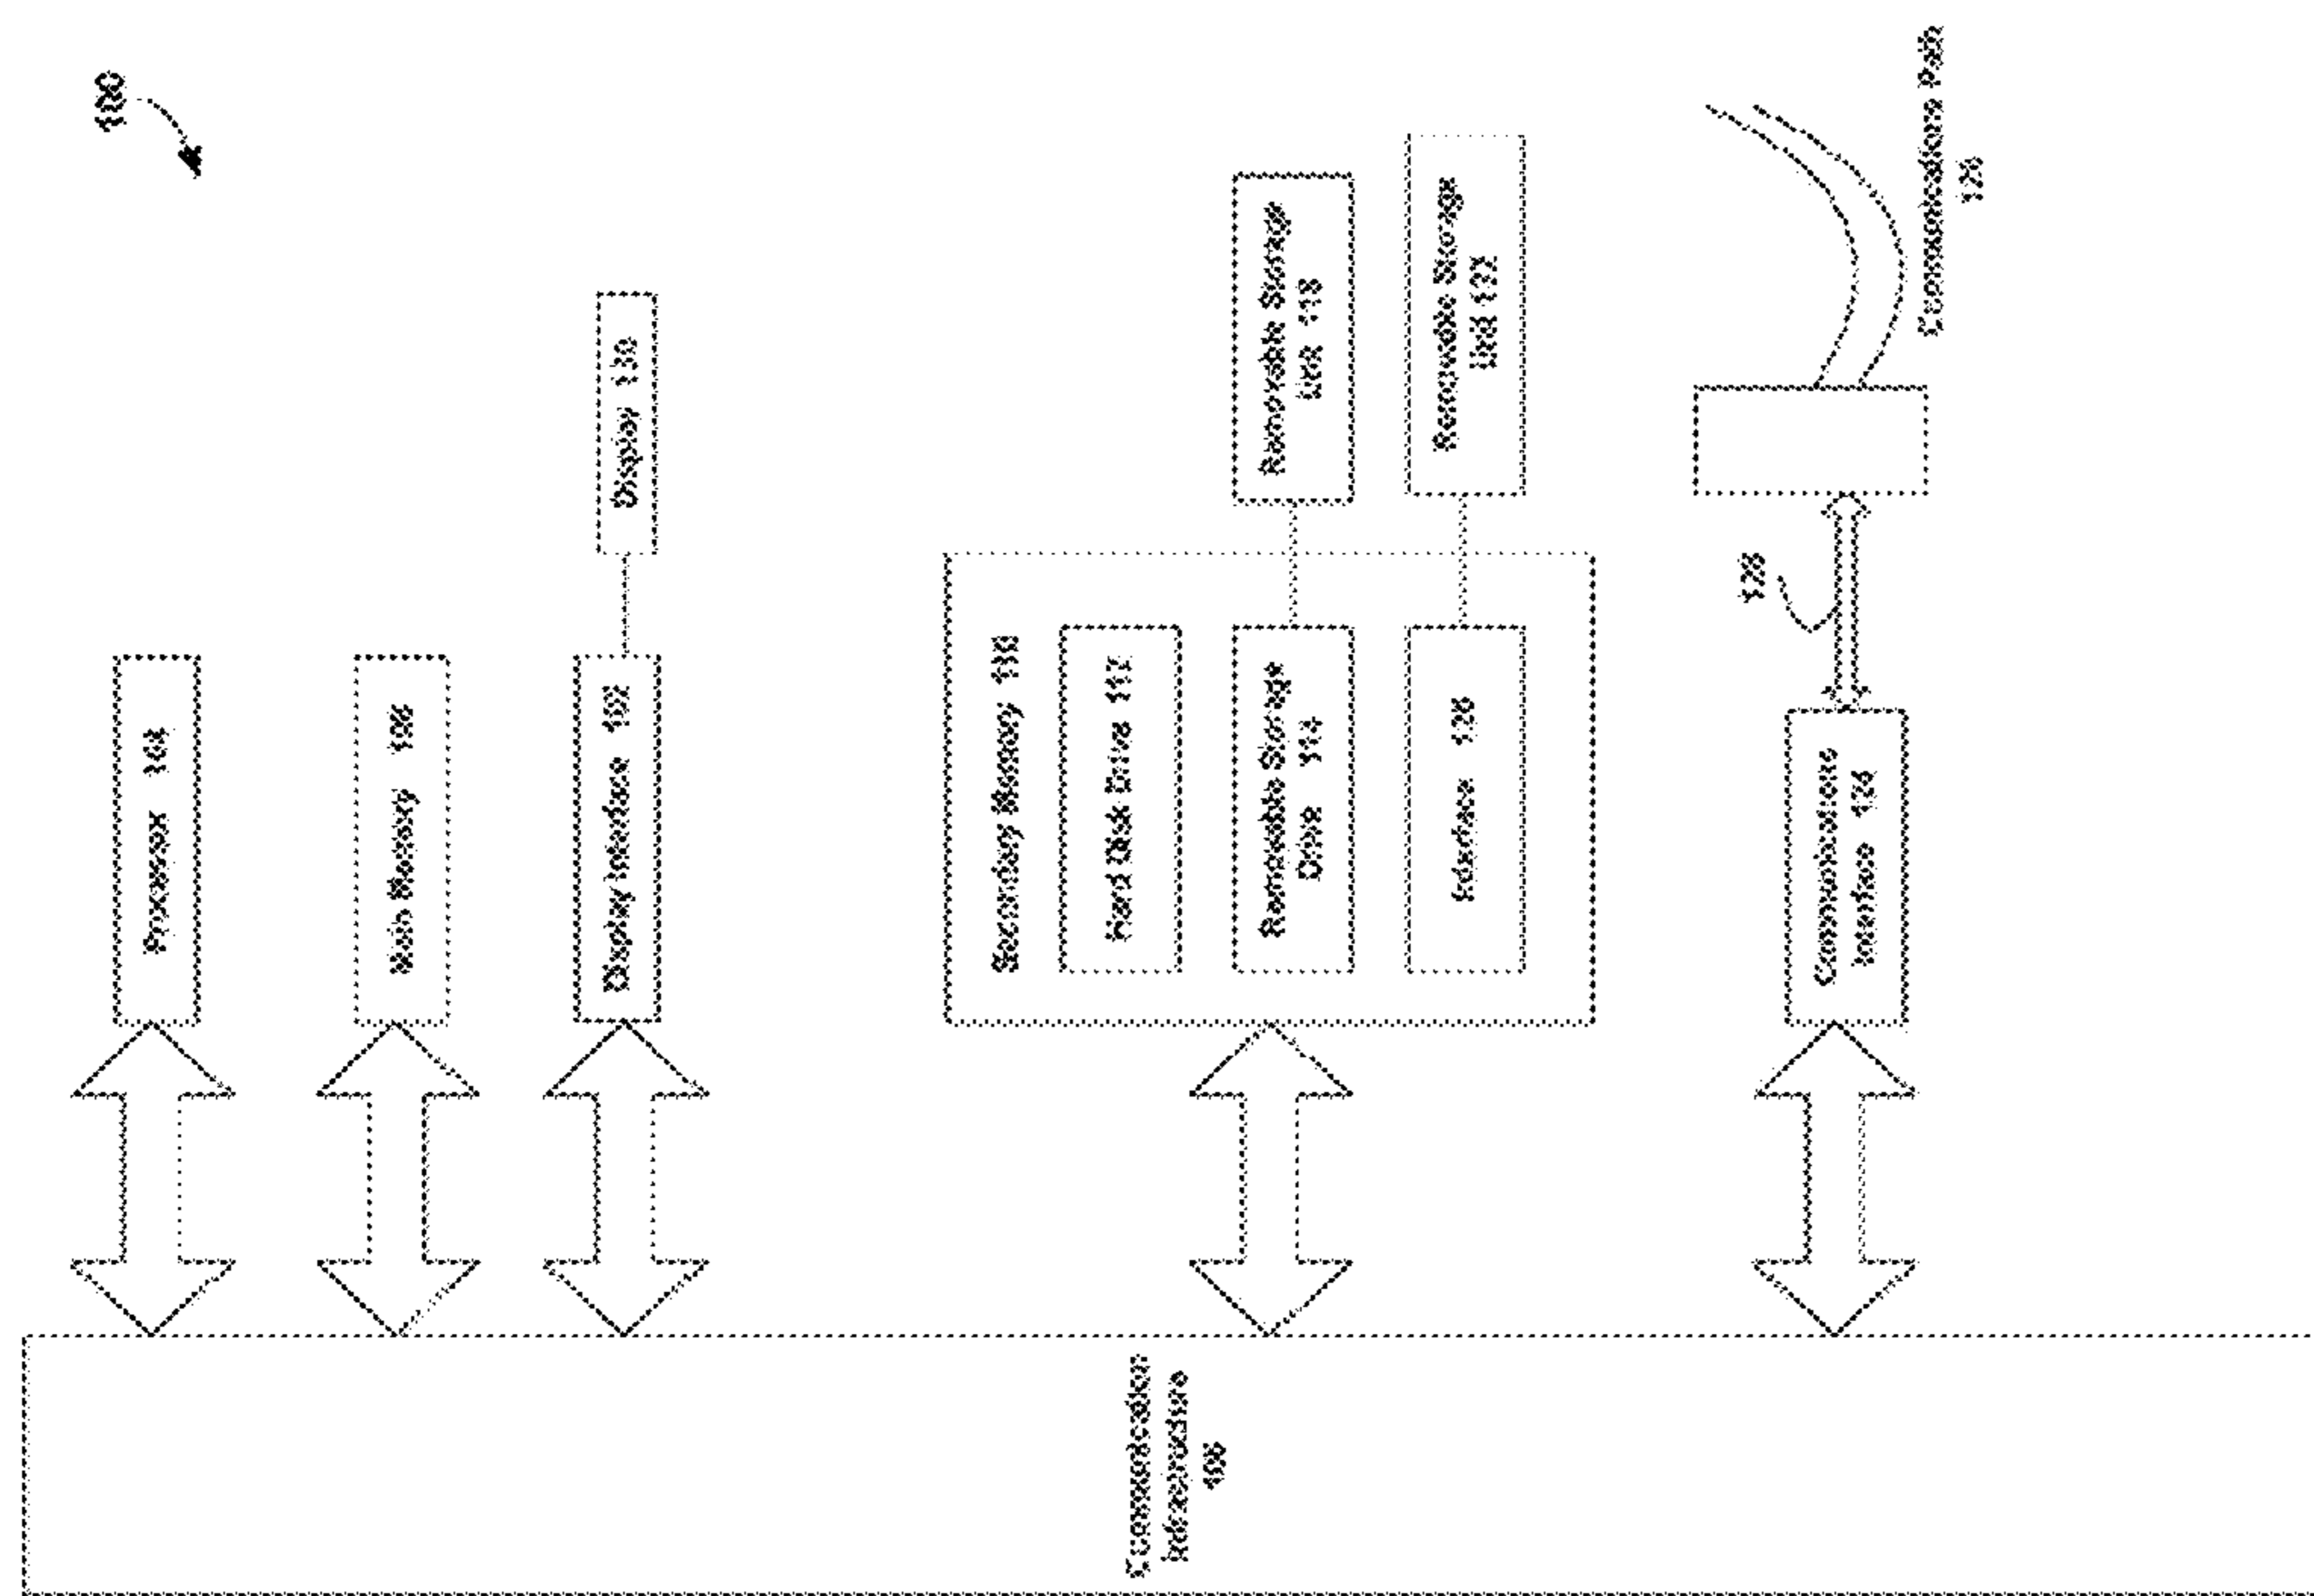 Processor 104
Main Memory 108
Display Interface 102
Display 130
Secondary Memory 110
Hard Disk Drive 112
Removable Storage
Drive 114
Removable Storage
Unit 118
Interface 120
Removable Storage
Unit 122
Communications
Interface 124
128
Communications Path
126
Communication
Infrastructure
106